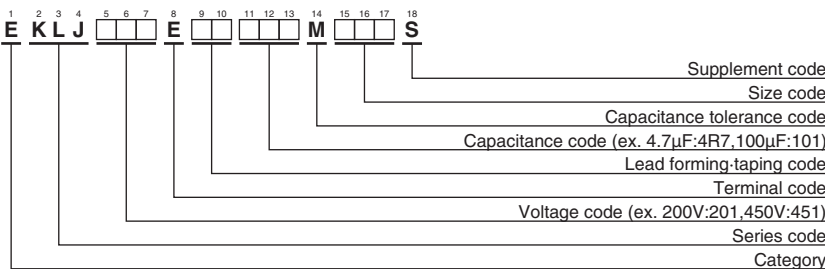 1 2 3 4 5 6 7 8 9 10 11 12 13 14 15 16 17 18
E K L J □□□ E □□ □□□ M □□□ S
Supplement code
Size code
Capacitance tolerance code
Capacitance code (ex. 4.7µF:4R7,100µF:101)
Lead forming·taping code
Terminal code
Voltage code (ex. 200V:201,450V:451)
Series code
Category